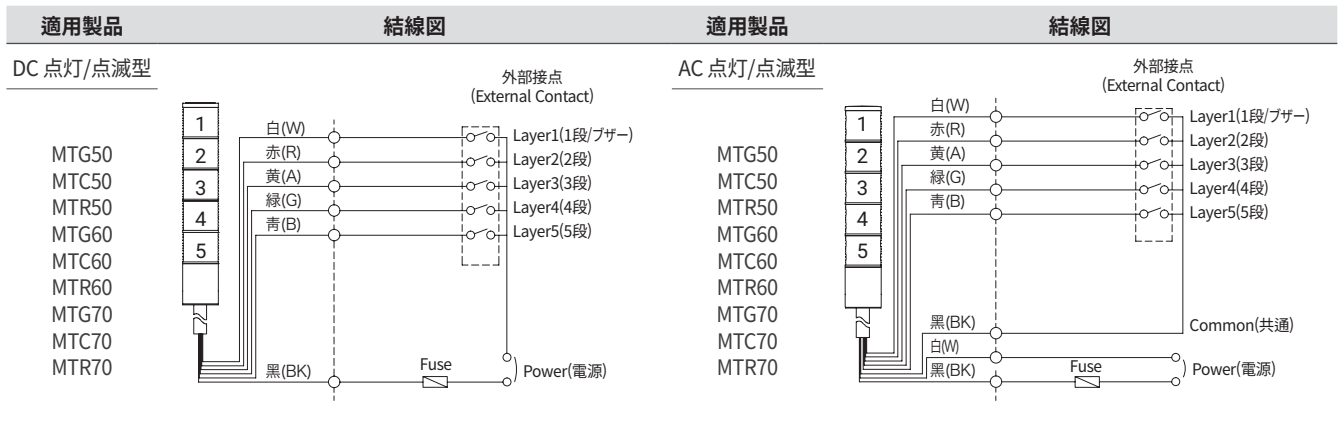 適用製品
結線図
適用製品
結線図
DC 点灯/点滅型
MTG50
MTC50
MTR50
MTG60
MTC60
MTR60
MTG70
MTC70
MTR70
外部接点
(External Contact)
1
2
3
4
5
白(W)
赤(R)
黄(A)
緑(G)
靑(B)
黒(BK)
Layer1(1段/ブザー)
Layer2(2段)
Layer3(3段)
Layer4(4段)
Layer5(5段)
Fuse
Power(電源)
AC 点灯/点滅型
MTG50
MTC50
MTR50
MTG60
MTC60
MTR60
MTG70
MTC70
MTR70
外部接点
(External Contact)
1
2
3
4
5
白(W)
赤(R)
黄(A)
緑(G)
靑(B)
黒(BK)
白(W)
黒(BK)
Layer1(1段/ブザー)
Layer2(2段)
Layer3(3段)
Layer4(4段)
Layer5(5段)
Common(共通)
Fuse
Power(電源)